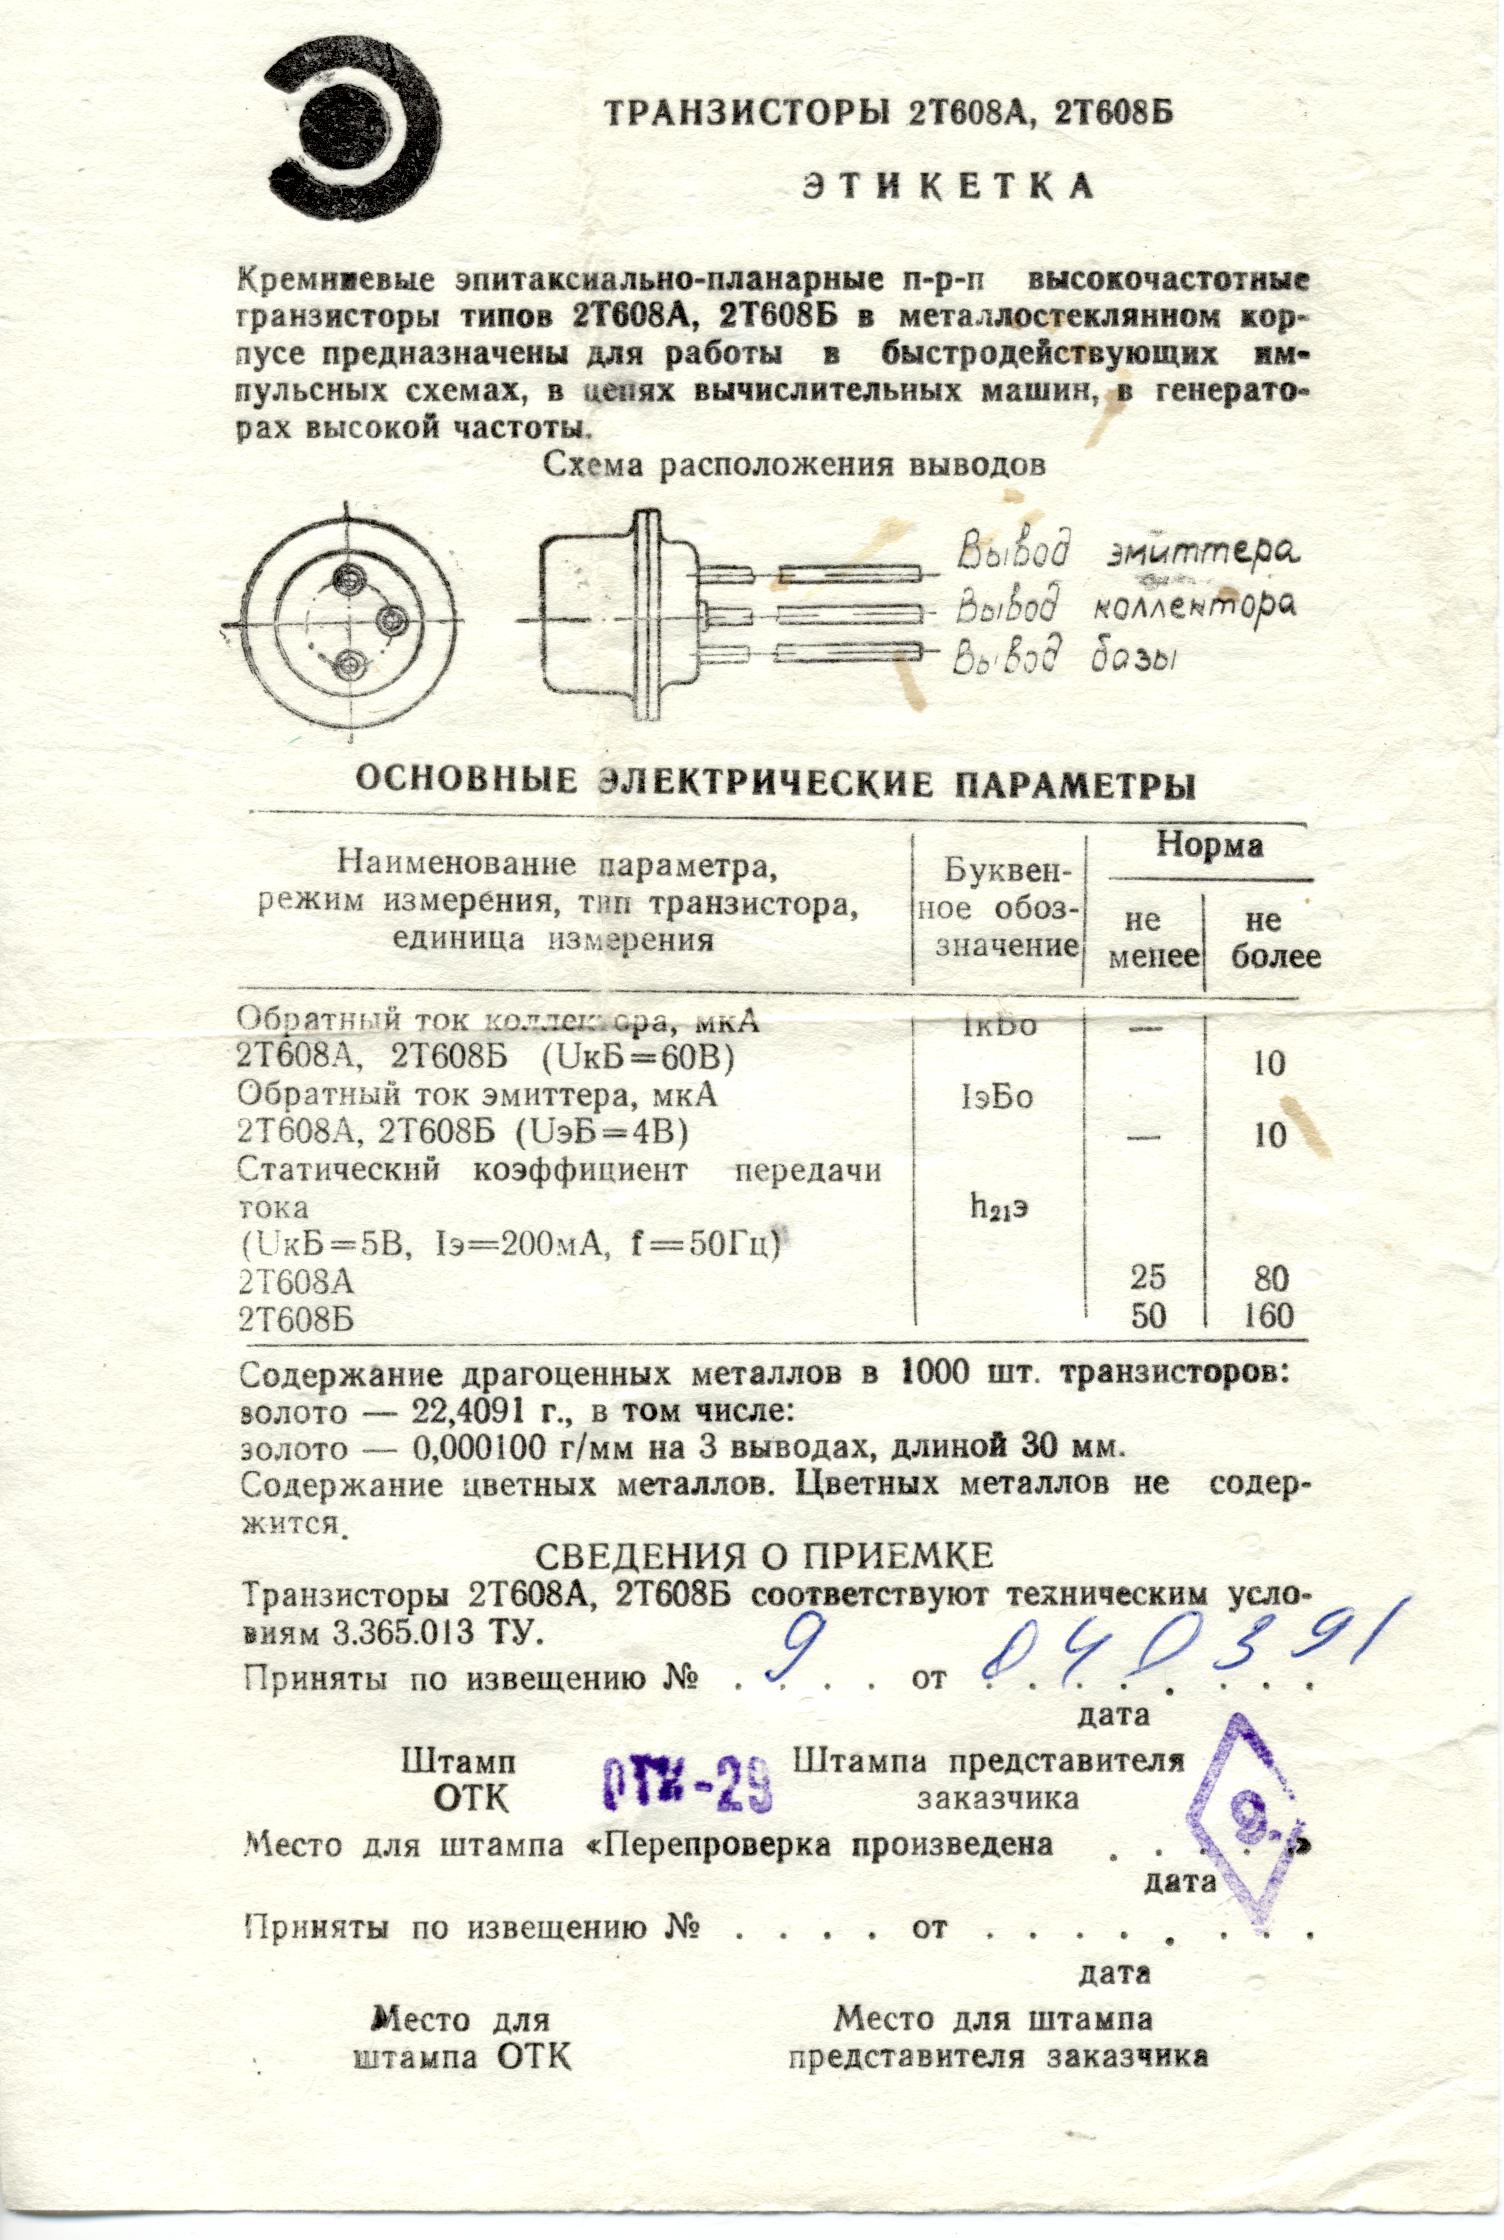 ТРАНЗИСТОРЫ 2Т608А, 2Т608Б
ЭТИКЕТКА
Кремниевые эпитаксиально-планарные п-р-п высокочастотные
транзисторы типов 2Т608А, 2Т608Б в металлостеклянном кор-
пусе предназначены для работы в быстродействующих им-
пульсных схемах, в цепях вычислительных машин, в генерато-
рах высокой частоты.
Схема расположения выводов
Вывод эмиттера
Вывод коллектора
Вывод базы
ОСНОВНЫЕ ЭЛЕКТРИЧЕСКИЕ ПАРАМЕТРЫ
Наименование параметра,
режим измерения, тип транзистора,
единица измерения
Буквен-
ное обоз-
значение
Норма
не
менее
не
более
Обратный ток коллектора, мкА IкБо —
2Т608А, 2Т608Б (UкБ=60В) 10
Обратный ток эмиттера, мкА IэБо
2Т608А, 2Т608Б (UэБ=4В) — 10
Статический коэффициент передачи
тока h₂₁э
(UкБ=5В, Iэ=200мА, f=50Гц)
2Т608А 25 80
2Т608Б 50 160
Содержание драгоценных металлов в 1000 шт. транзисторов:
золото — 22,4091 г., в том числе:
золото — 0,000100 г/мм на 3 выводах, длиной 30 мм.
Содержание цветных металлов. Цветных металлов не содер-
жится.
СВЕДЕНИЯ О ПРИЕМКЕ
Транзисторы 2Т608А, 2Т608Б соответствуют техническим усло-
виям 3.365.013 ТУ.
Приняты по извещению № . 9 . . . от 040391
дата
Штамп
ОТК
ОТК-29
Штампа представителя
заказчика
9.
Место для штампа «Перепроверка произведена . . . . .»
дата
Приняты по извещению № . . . . от . . . . . . . .
дата
Место для
штампа ОТК
Место для штампа
представителя заказчика